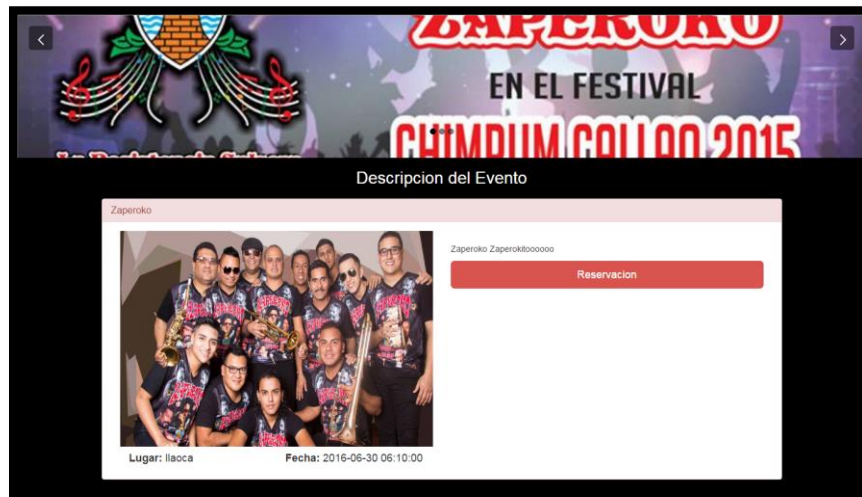 ZAPEROKO
EN EL FESTIVAL
CHIMPUM CALLAO 2015
Descripcion del Evento
Zaperoko
Zaperoko Zaperokitoooooo
Reservacion
Lugar: Ilaoca
Fecha: 2016-06-30 06:10:00